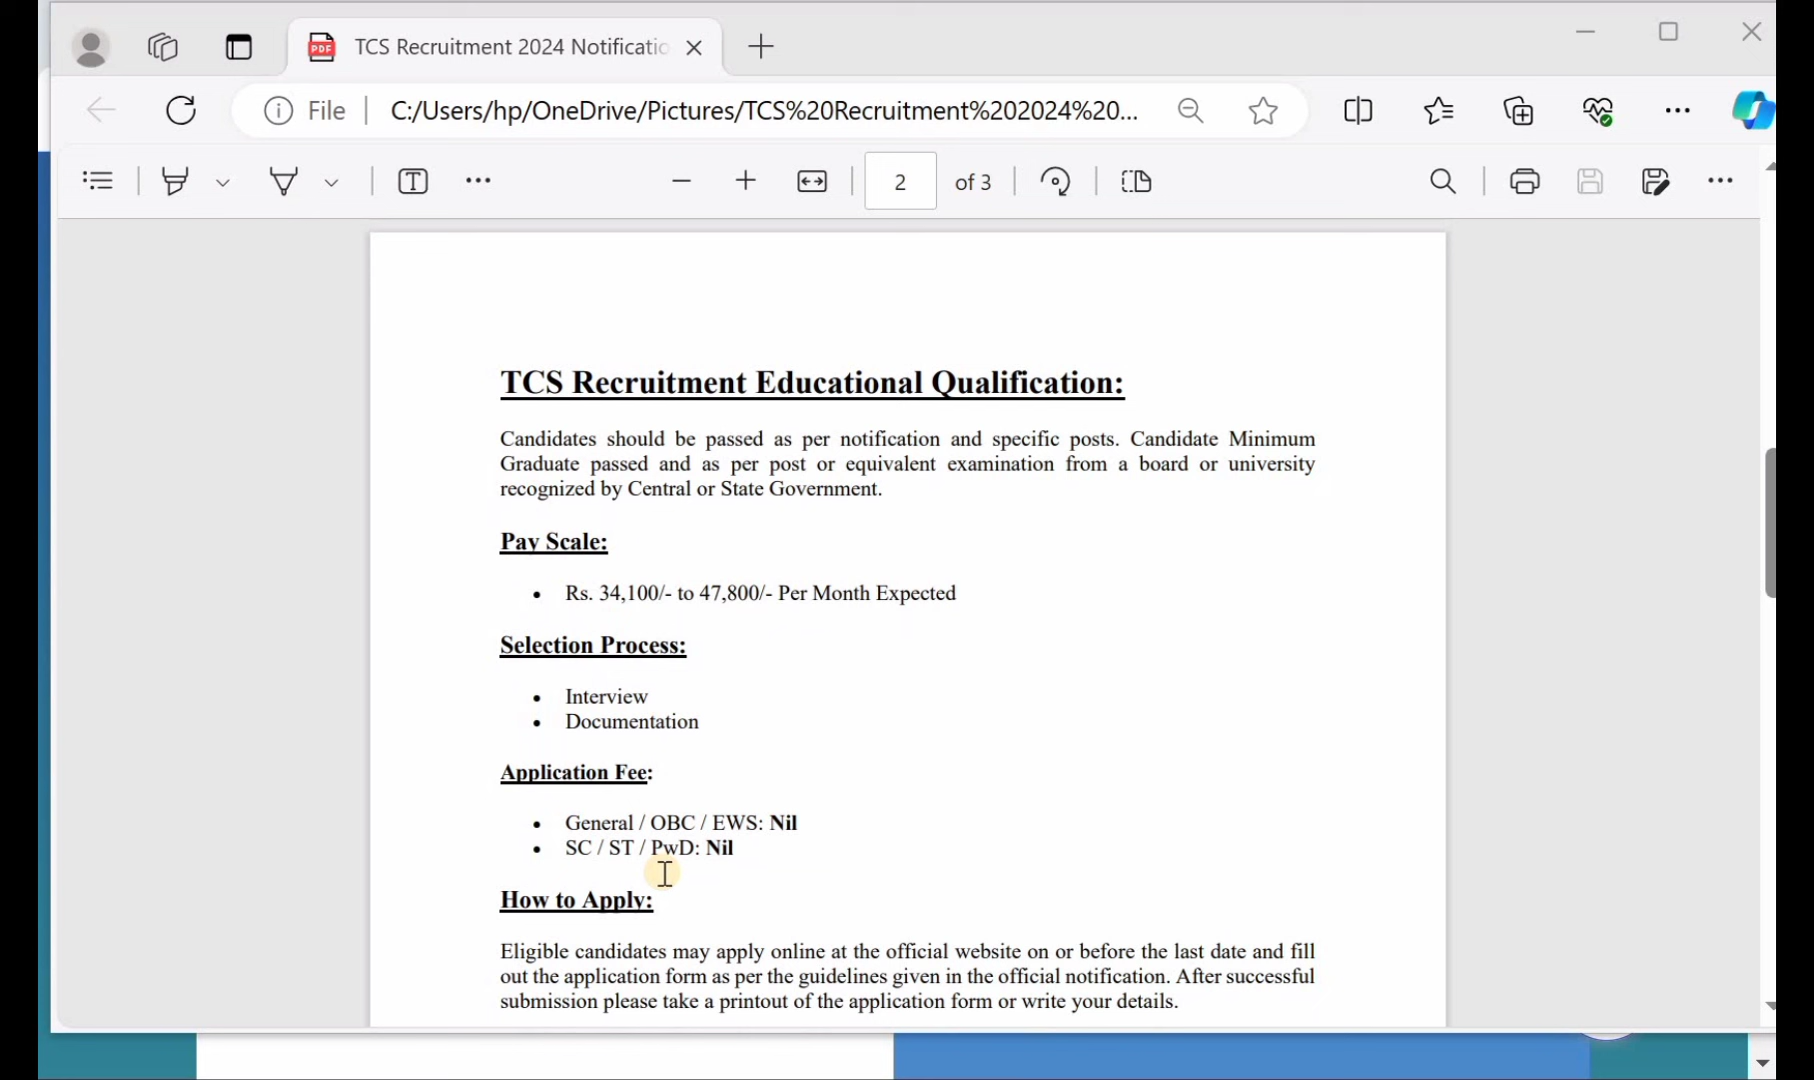 TCS Recruitment 2024 Notificatio
File
C:/Users/hp/OneDrive/Pictures/TCS%20Recruitment%202024%20...
2 of 3
TCS Recruitment Educational Qualification:
Candidates should be passed as per notification and specific posts. Candidate Minimum
Graduate passed and as per post or equivalent examination from a board or university
recognized by Central or State Government.
Pay Scale:
• Rs. 34,100/- to 47,800/- Per Month Expected
Selection Process:
• Interview
• Documentation
Application Fee:
• General / OBC / EWS: Nil
• SC / ST / PwD: Nil
How to Apply:
Eligible candidates may apply online at the official website on or before the last date and fill
out the application form as per the guidelines given in the official notification. After successful
submission please take a printout of the application form or write your details.